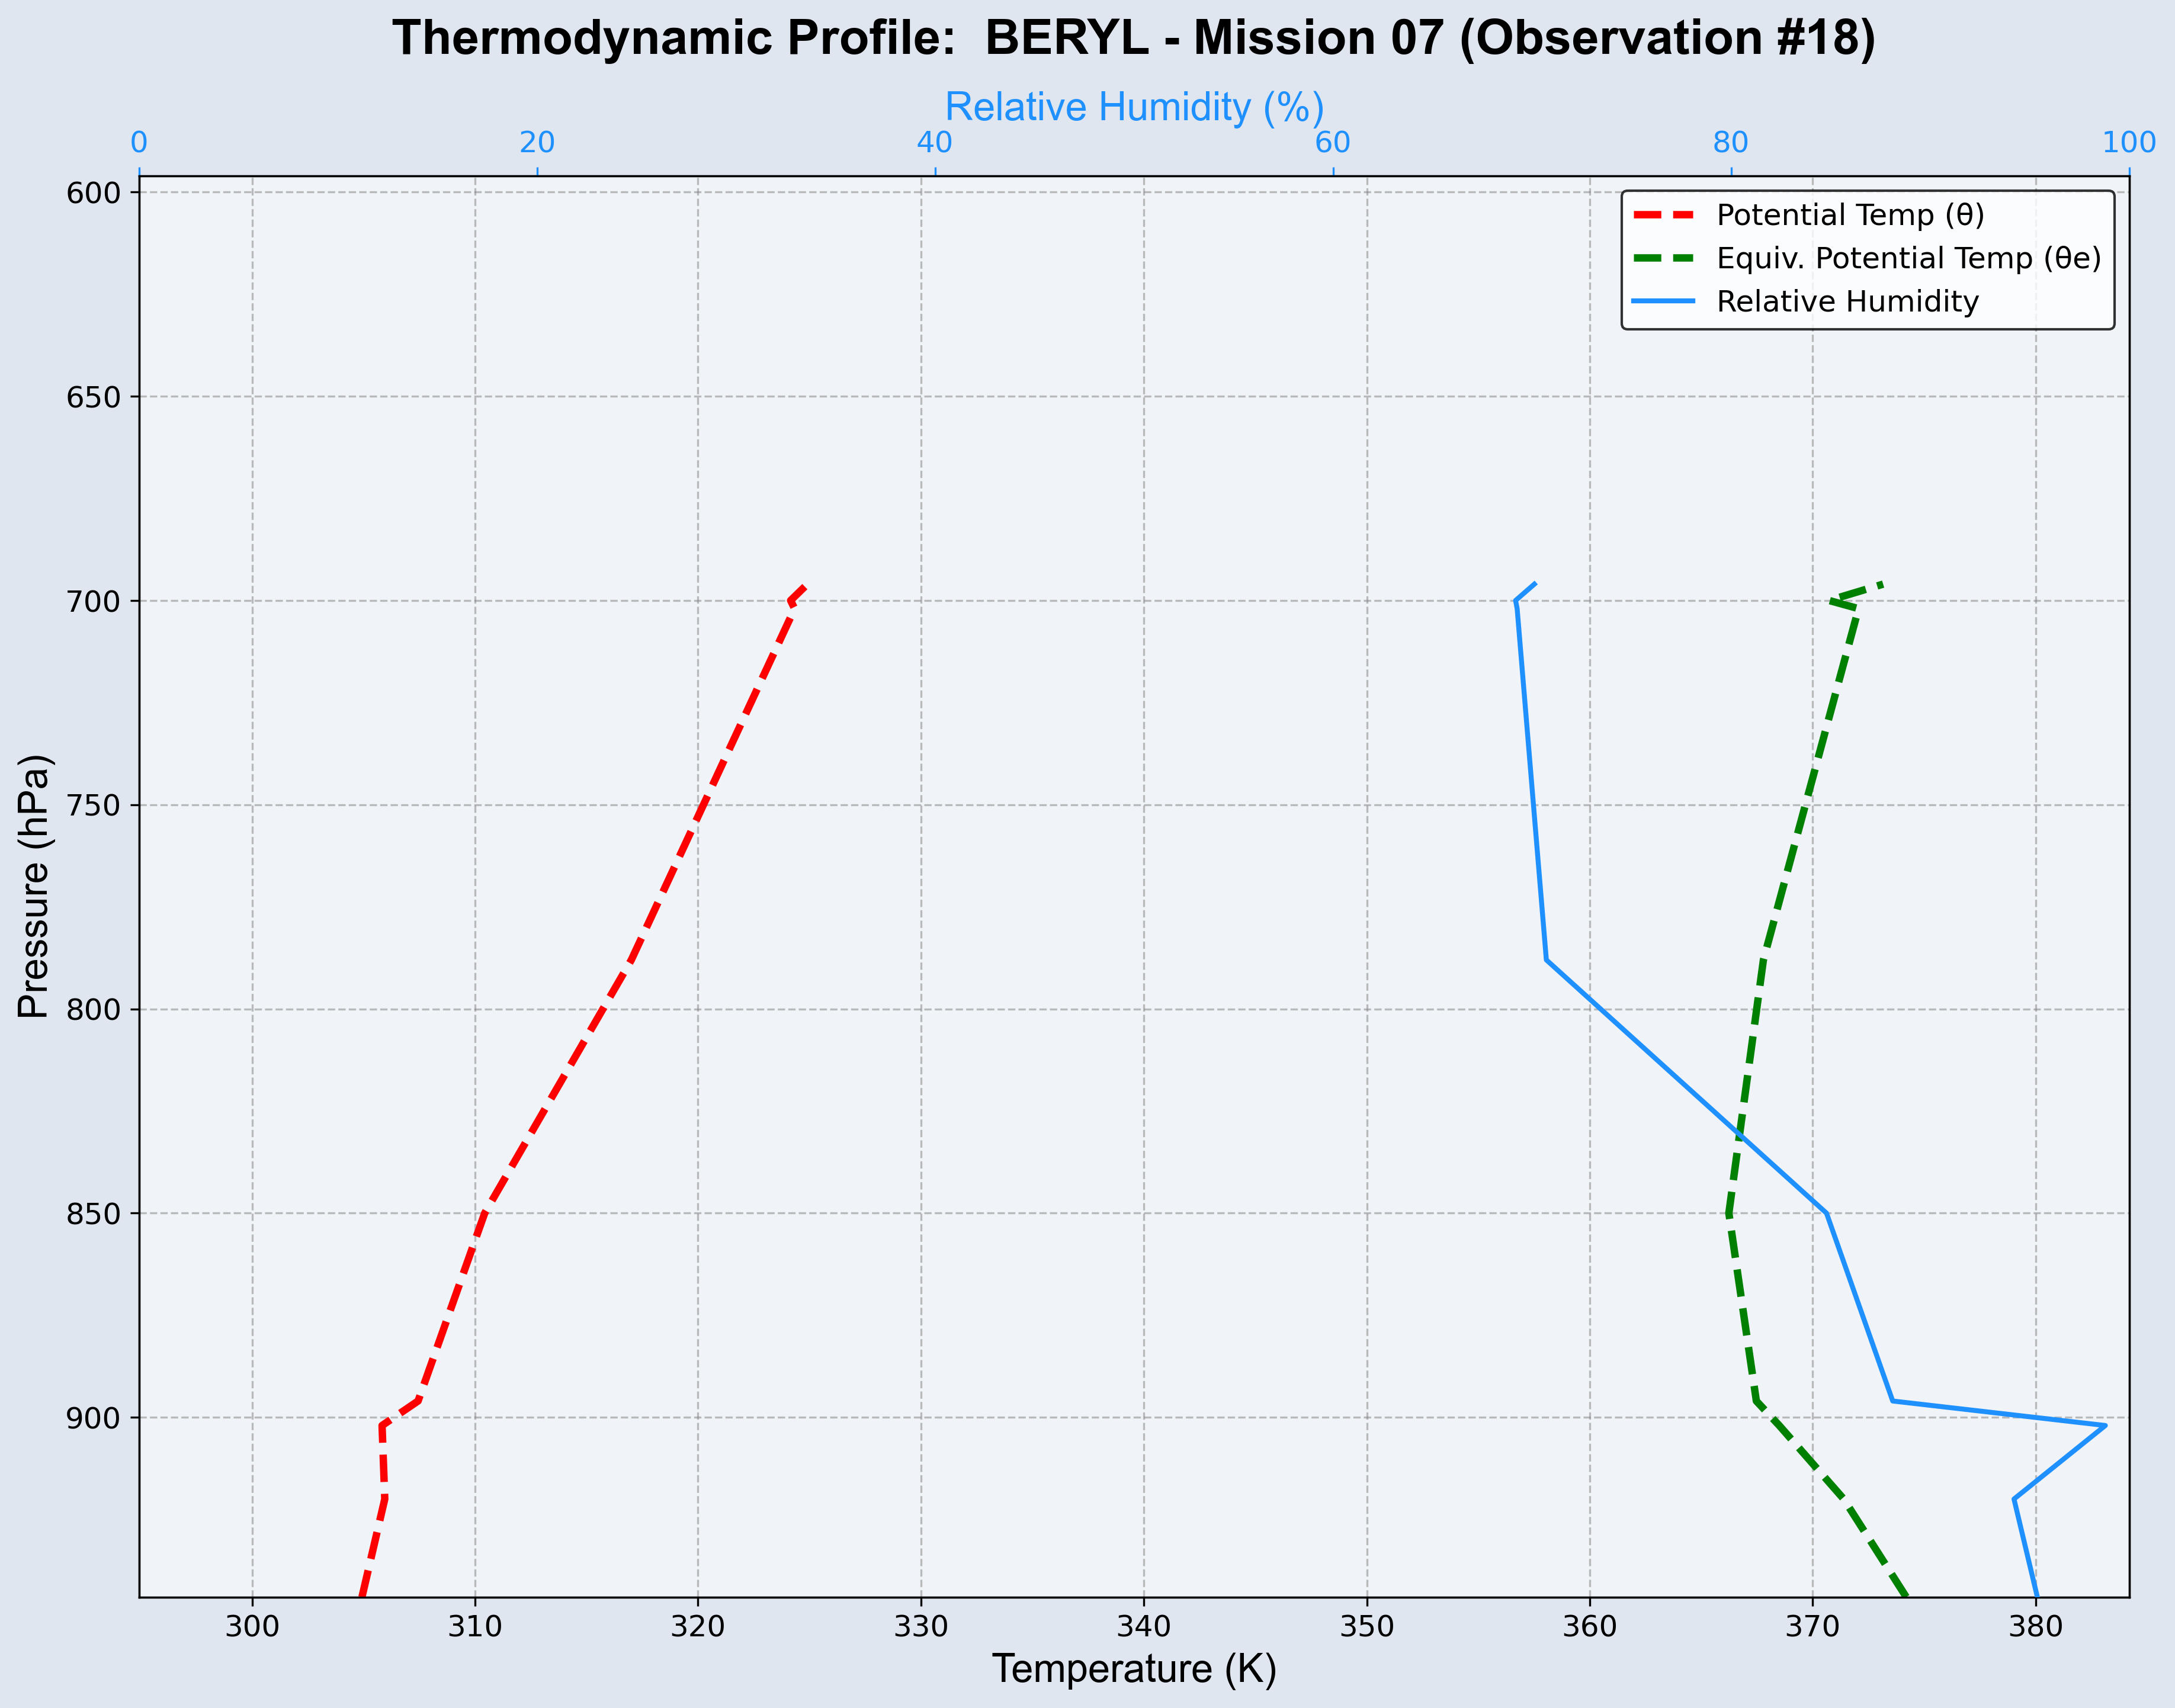 Thermodynamic Profile:  BERYL - Mission 07 (Observation #18)
Relative Humidity (%)
0 20 40 60 80 100
Potential Temp (θ)
Equiv. Potential Temp (θe)
Relative Humidity
Pressure (hPa)
600
650
700
750
800
850
900
300 310 320 330 340 350 360 370 380
Temperature (K)